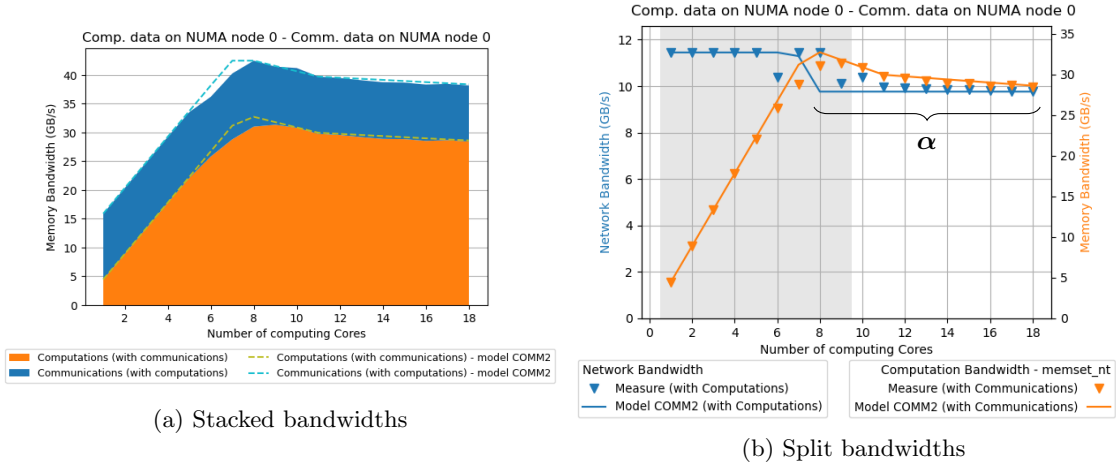 Comp. data on NUMA node 0 - Comm. data on NUMA node 0
Memory Bandwidth (GB/s)
40
35
30
25
20
15
10
5
0
2 4 6 8 10 12 14 16 18
Number of computing Cores
Computations (with communications)
Communications (with computations)
Computations (with communications) - model COMM2
Communications (with computations) - model COMM2
(a) Stacked bandwidths
Comp. data on NUMA node 0 - Comm. data on NUMA node 0
Network Bandwidth (GB/s)
12
10
8
6
4
2
0
α
35
30
25
20
15
10
5
0
Memory Bandwidth (GB/s)
0 2 4 6 8 10 12 14 16 18
Number of computing Cores
Network Bandwidth
Measure (with Computations)
Model COMM2 (with Computations)
Computation Bandwidth - memset_nt
Measure (with Communications)
Model COMM2 (with Communications)
(b) Split bandwidths